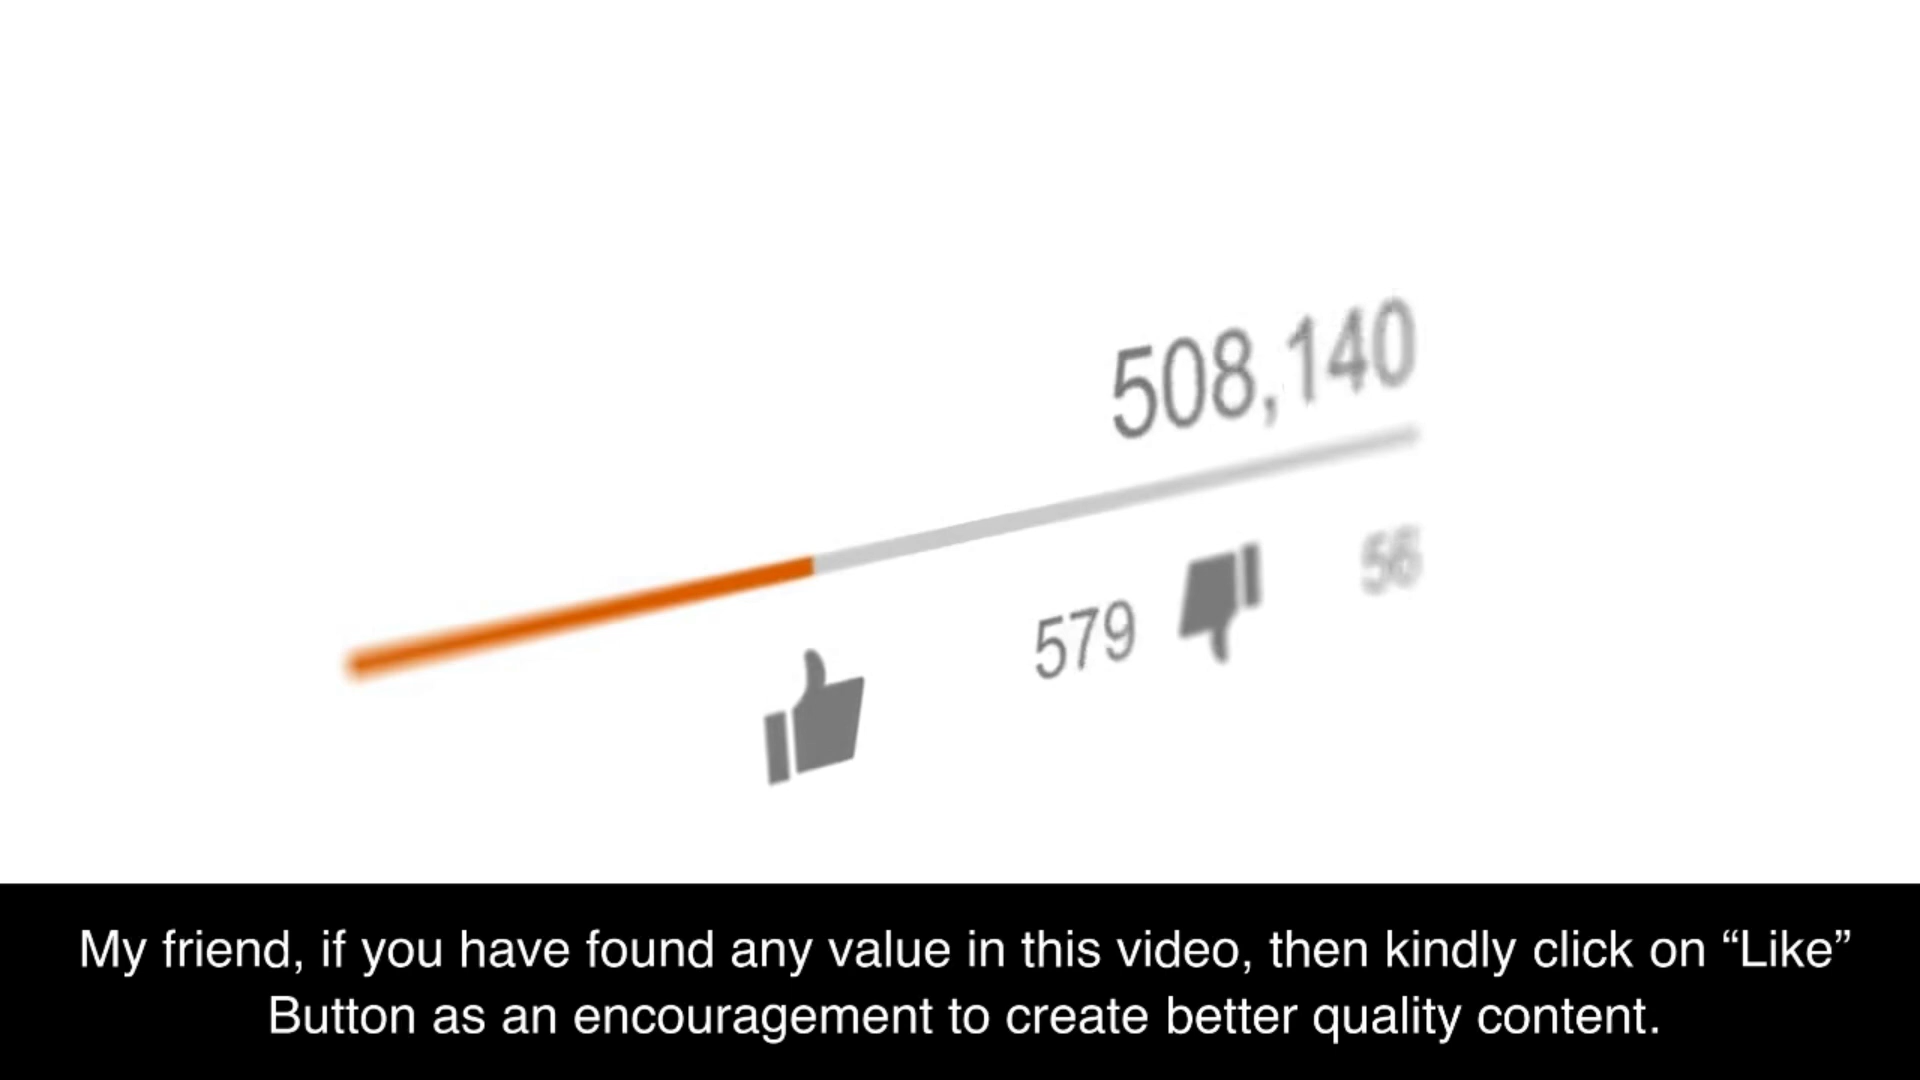 508,140
579
56
My friend, if you have found any value in this video, then kindly click on “Like”
Button as an encouragement to create better quality content.